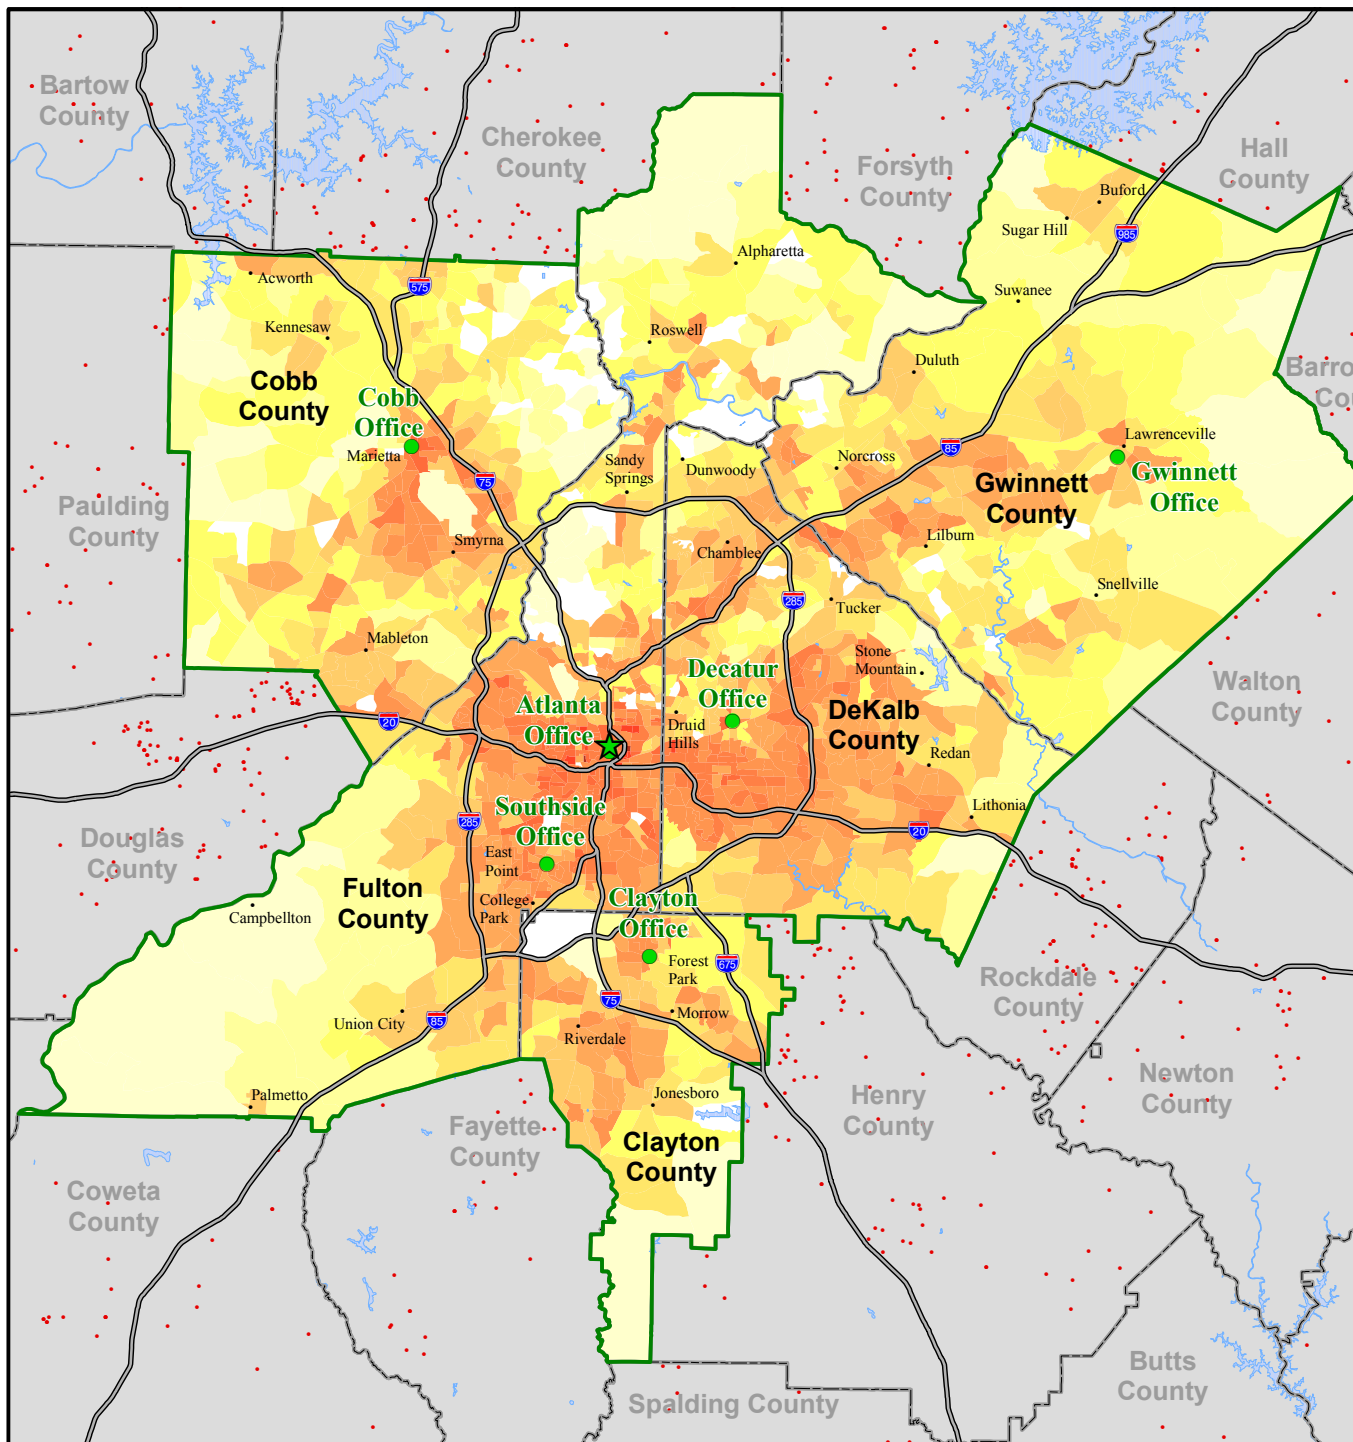 Bartow
County
Cherokee
County
Forsyth
County
Hall
County
Buford
Sugar Hill
985
Alpharetta
Acworth
575
Suwanee
Kennesaw
Roswell
Duluth
Barro
Cou
Cobb
County
Cobb
Office
Marietta
Lawrenceville
85
Sandy
Springs
Dunwoody
Norcross
Gwinnett
Office
Gwinnett
County
75
Paulding
County
Smyrna
Chamblee
Lilburn
Snellville
285
Tucker
Mableton
Stone
Mountain
Decatur
Office
Walton
County
Atlanta
Office
Druid
Hills
DeKalb
County
20
Redan
Southside
Office
Lithonia
285
20
Douglas
County
East
Point
Fulton
County
College
Park
Clayton
Office
Campbellton
Forest
Park
675
Rockdale
County
75
Union City
85
Morrow
Riverdale
Newton
County
Palmetto
Jonesboro
Henry
County
Fayette
County
Clayton
County
Coweta
County
Butts
County
Spalding County